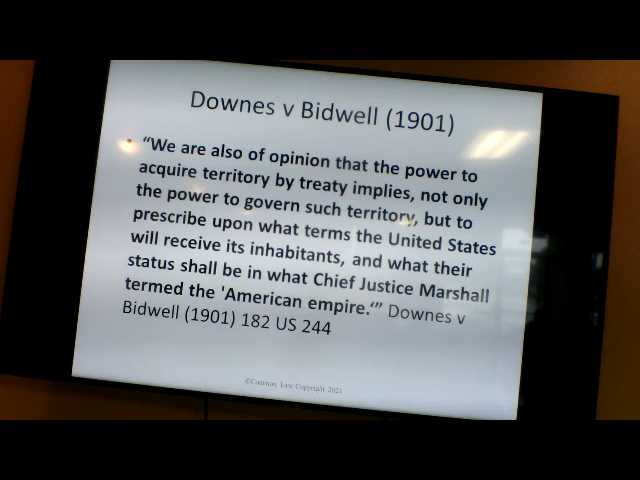 Downes v Bidwell (1901)
• “We are also of opinion that the power to
acquire territory by treaty implies, not only
the power to govern such territory, but to
prescribe upon what terms the United States
will receive its inhabitants, and what their
status shall be in what Chief Justice Marshall
termed the 'American empire.‘” Downes v
Bidwell (1901) 182 US 244
Law Copyright 2021